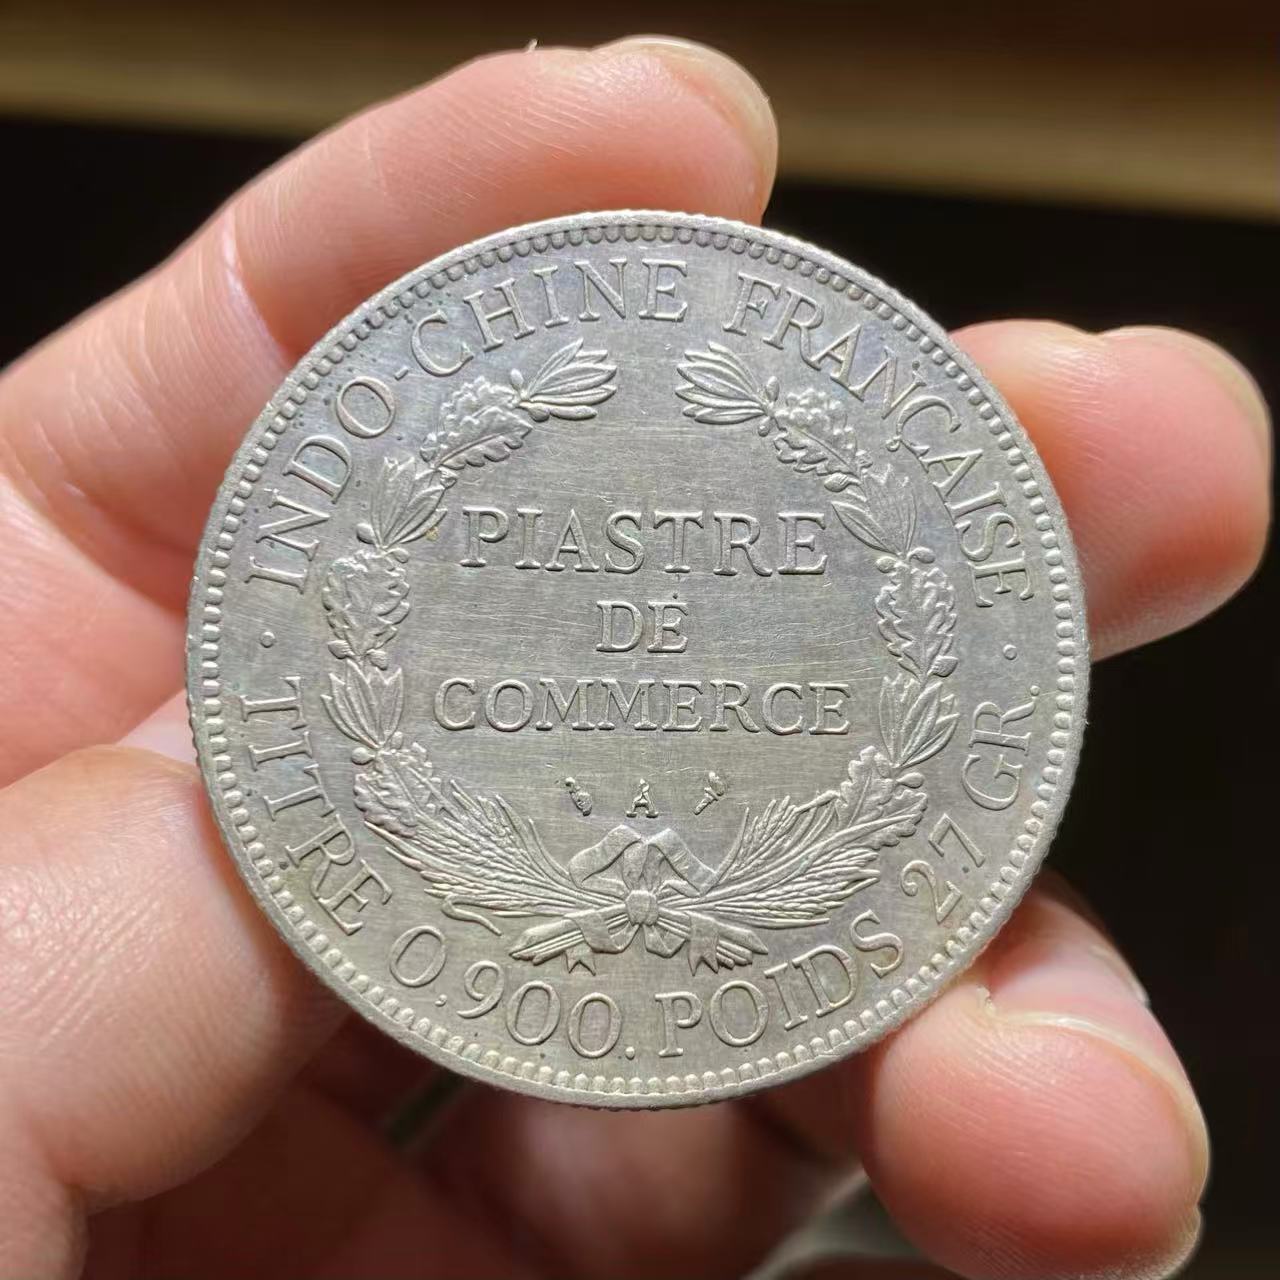 INDO-CHINE FRANÇAISE
PIASTRE
DE
COMMERCE
A
TITRE 0,900. POIDS 27 GR.